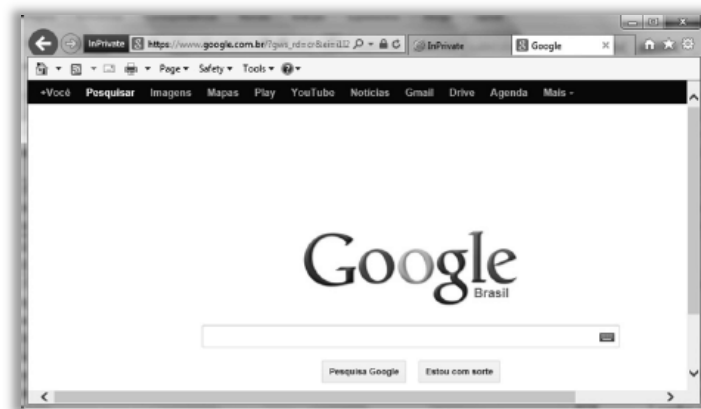 InPrivate https://www.google.com.br/ InPrivate Google
Page Safety Tools
+Você Pesquisar Imagens Mapas Play YouTube Notícias Gmail Drive Agenda Mais
Google
Brasil
Pesquisa Google Estou com sorte